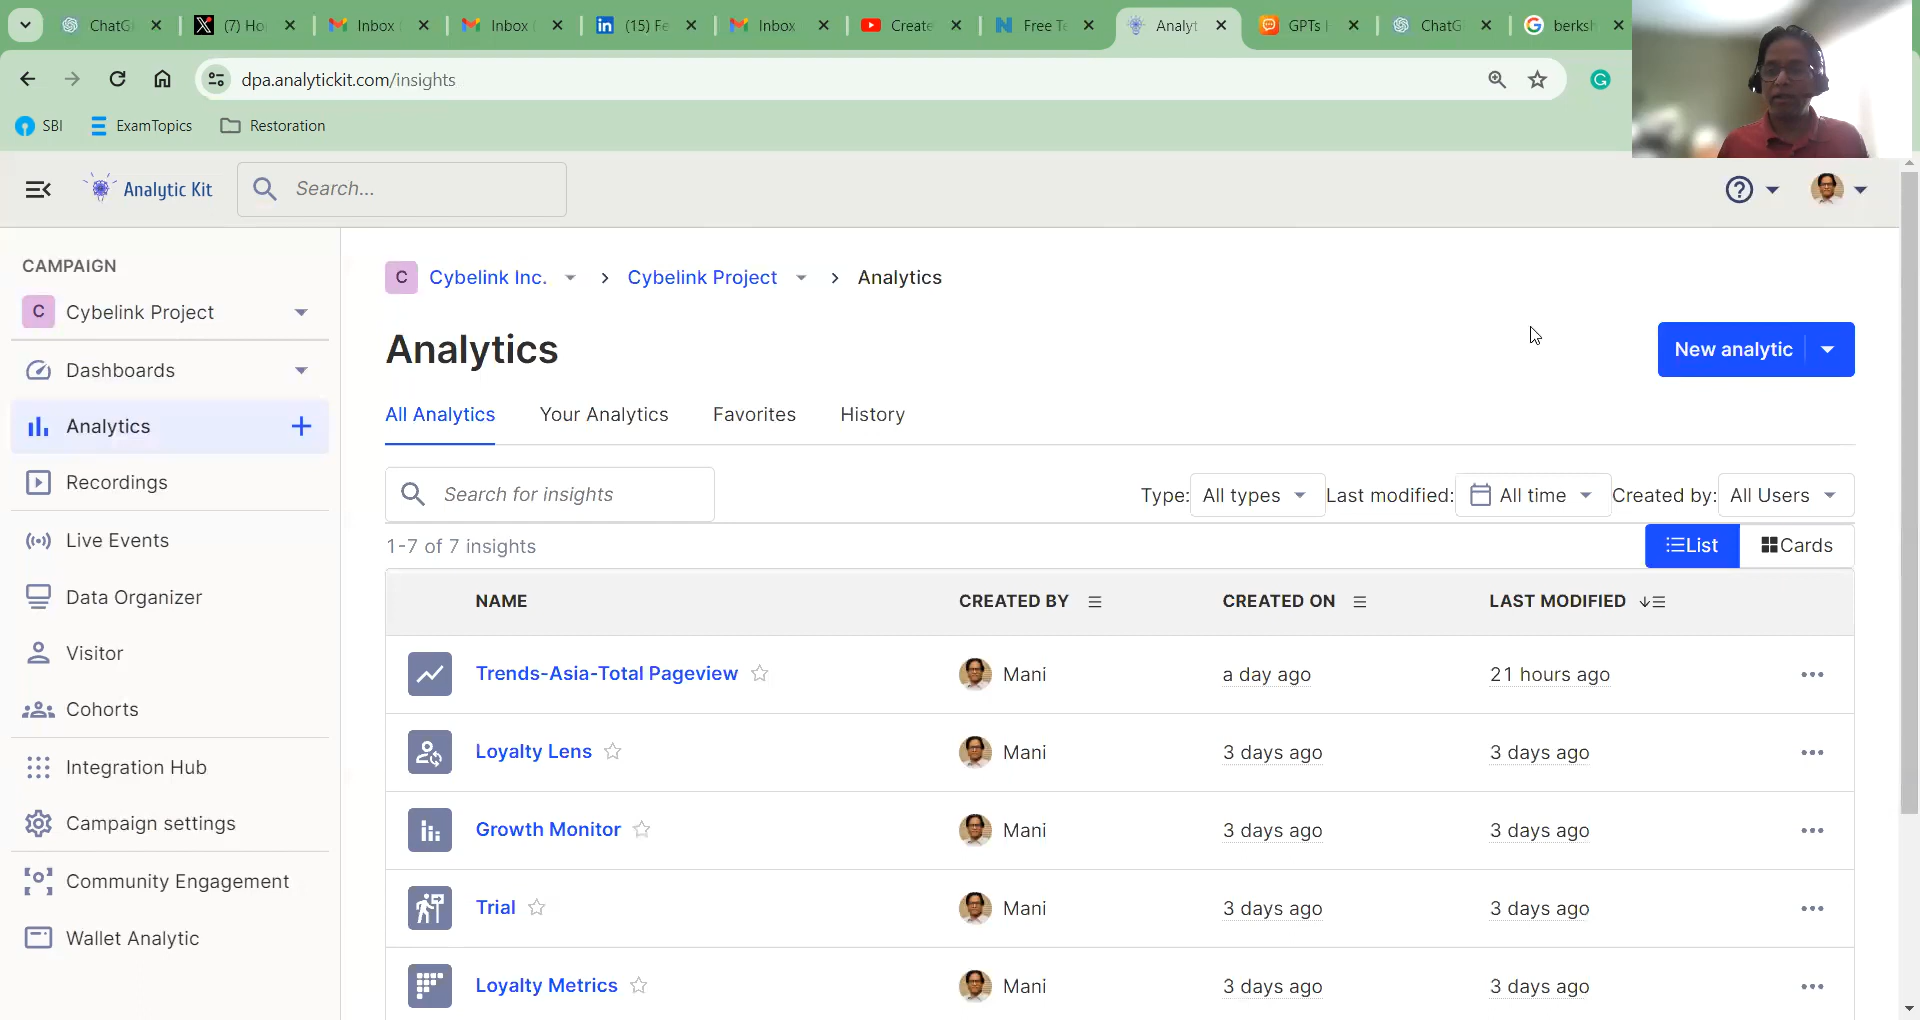 ChatG
(7) Ho
Inbox
Inbox
(15) Fe
Inbox
Create
Free Te
Analyt
GPTs
ChatG
berksh
dpa.analytickit.com/insights
SBI
ExamTopics
Restoration
Analytic Kit
Search...
CAMPAIGN
C
Cybelink Project
Dashboards
Analytics
Recordings
Live Events
Data Organizer
Visitor
Cohorts
Integration Hub
Campaign settings
Community Engagement
Wallet Analytic
C Cybelink Inc. > Cybelink Project > Analytics
Analytics
New analytic
All Analytics Your Analytics Favorites History
Search for insights
Type: All types Last modified: All time Created by: All Users
1-7 of 7 insights
List Cards
NAME CREATED BY CREATED ON LAST MODIFIED
Trends-Asia-Total Pageview Mani a day ago 21 hours ago
Loyalty Lens Mani 3 days ago 3 days ago
Growth Monitor Mani 3 days ago 3 days ago
Trial Mani 3 days ago 3 days ago
Loyalty Metrics Mani 3 days ago 3 days ago